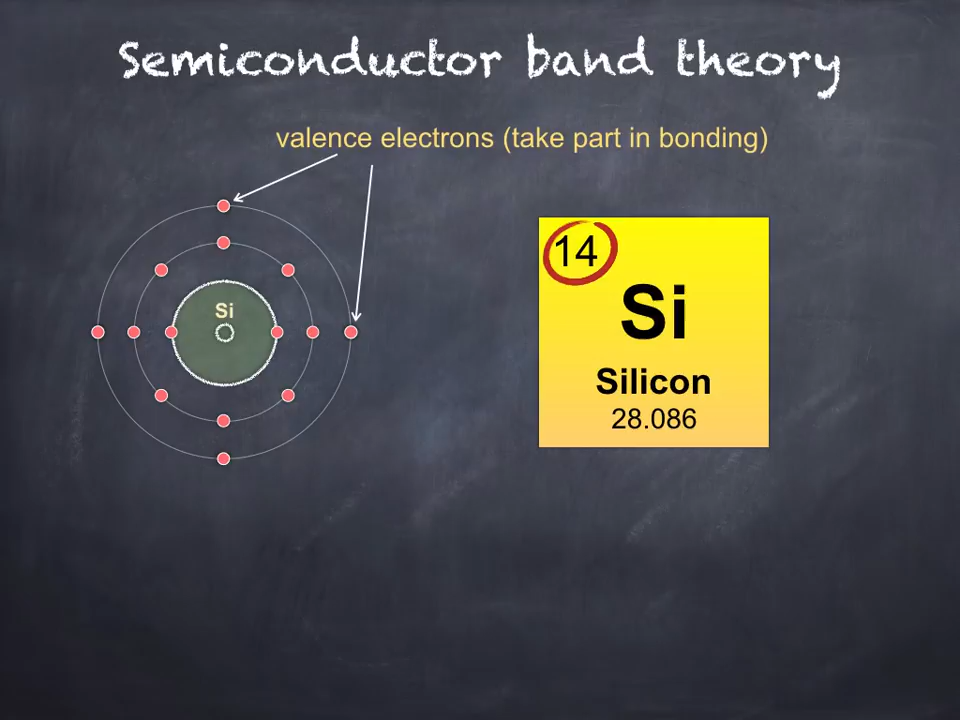 Semiconductor band theory
valence electrons (take part in bonding)
Si
14
Si
Silicon
28.086